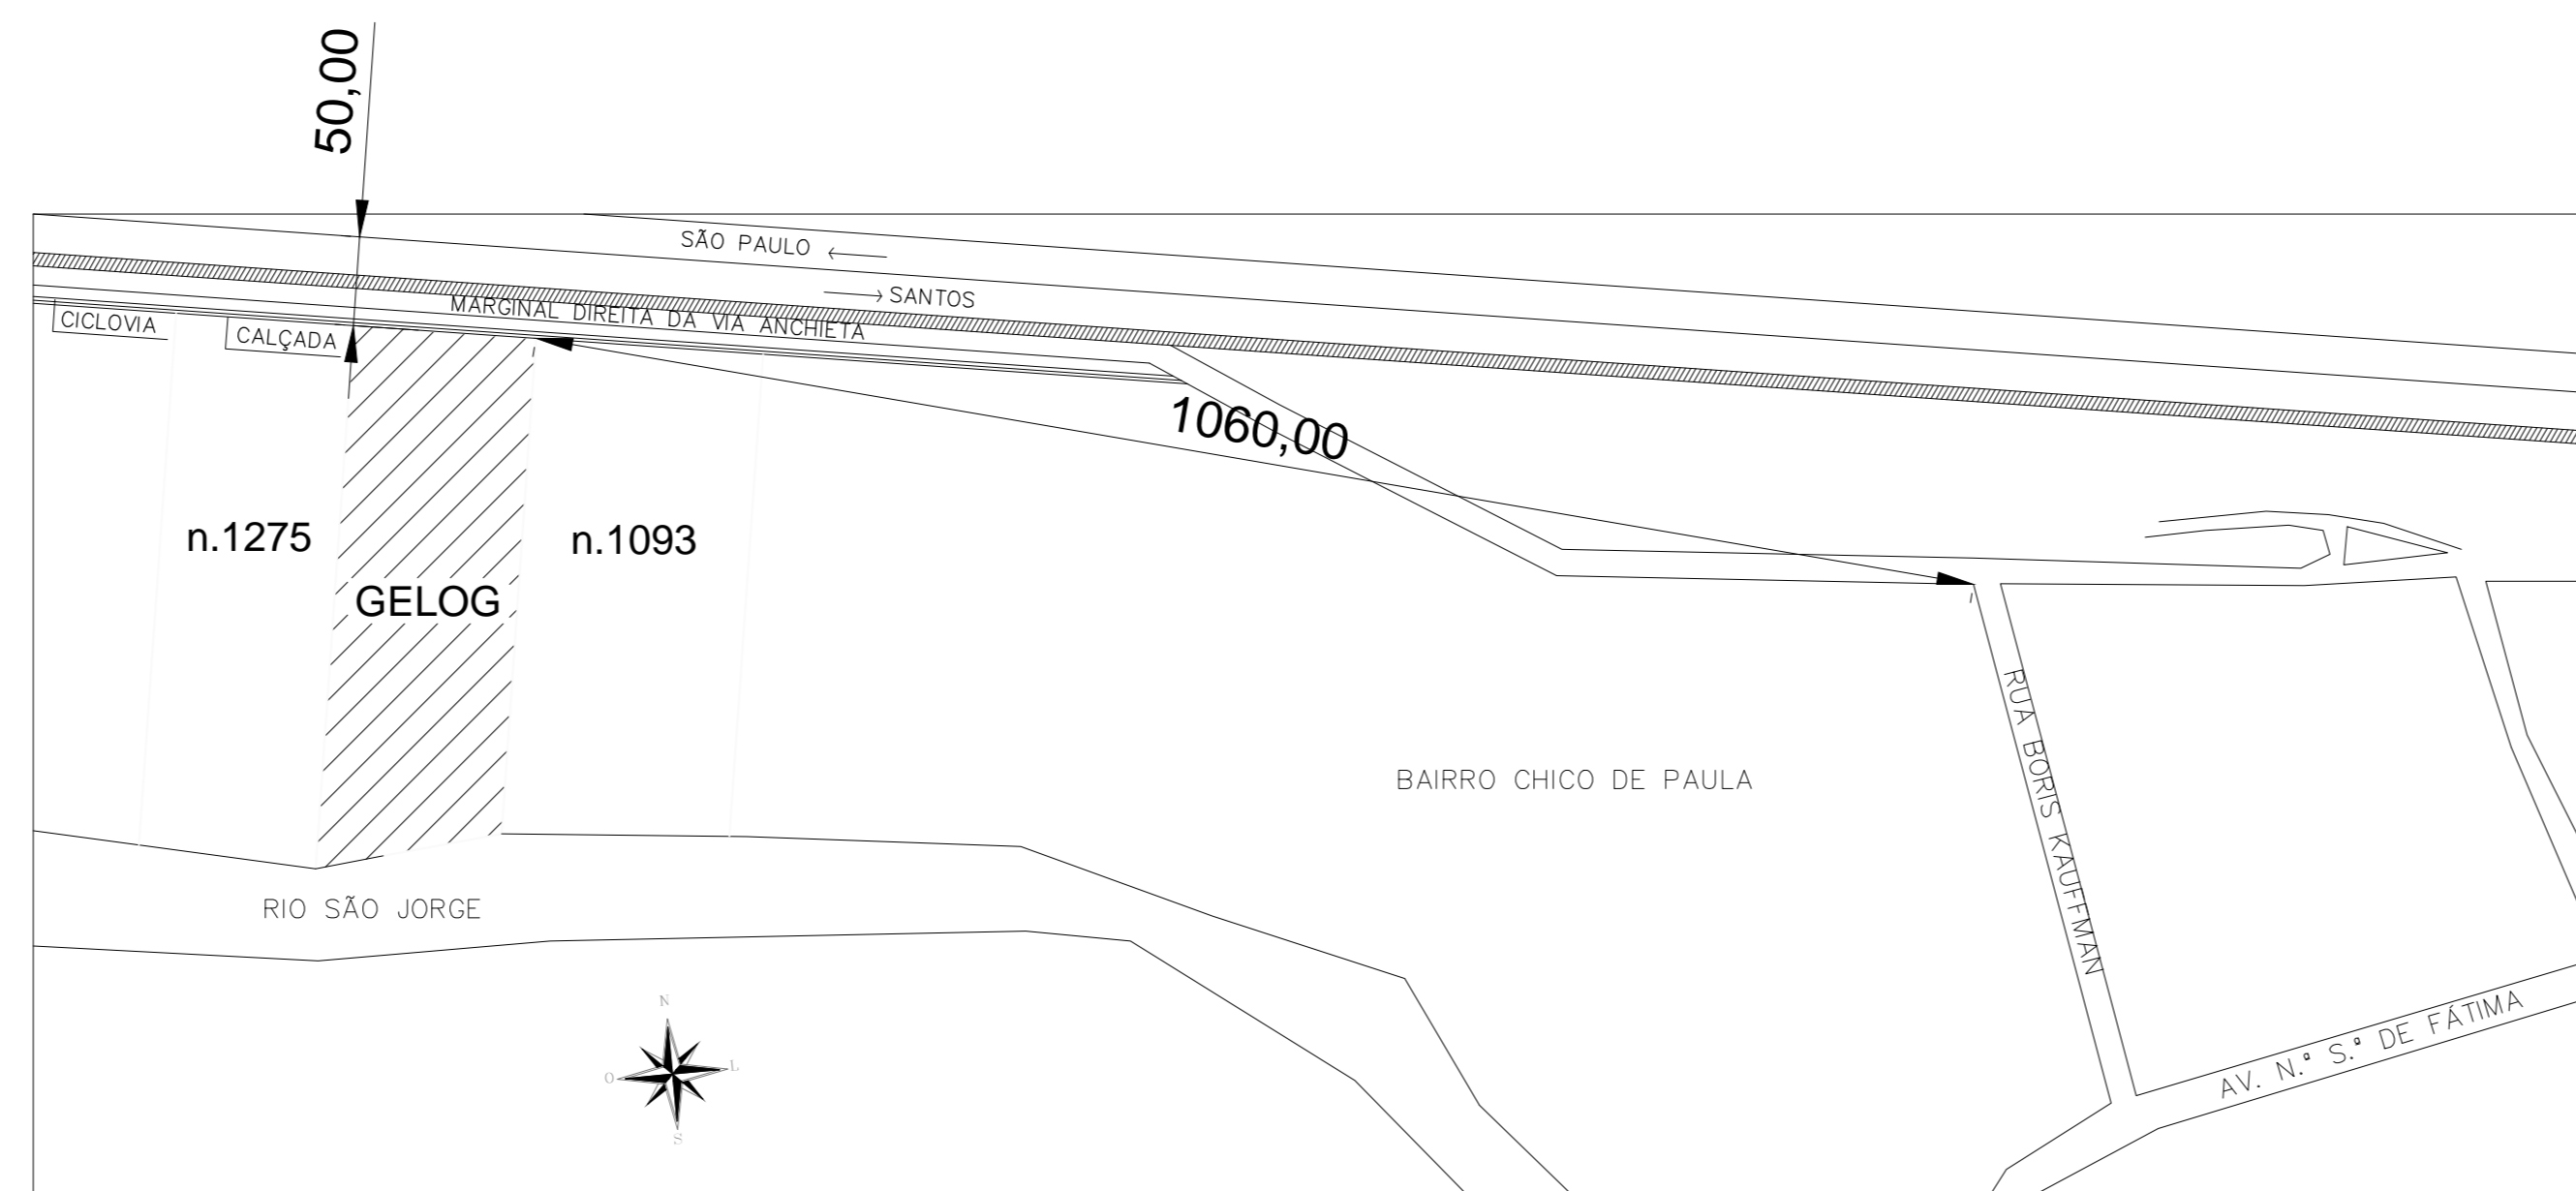 50,00
SÃO PAULO
SANTOS
MARGINAL DIREITA DA VIA ANCHIETA
CICLOVIA
CALÇADA
1060,00
n.1275
GELOG
n.1093
RUA BORIS KAUFFMAN
BAIRRO CHICO DE PAULA
RIO SÃO JORGE
AV. N.ª S.ª DE FÁTIMA
N
O
L
S